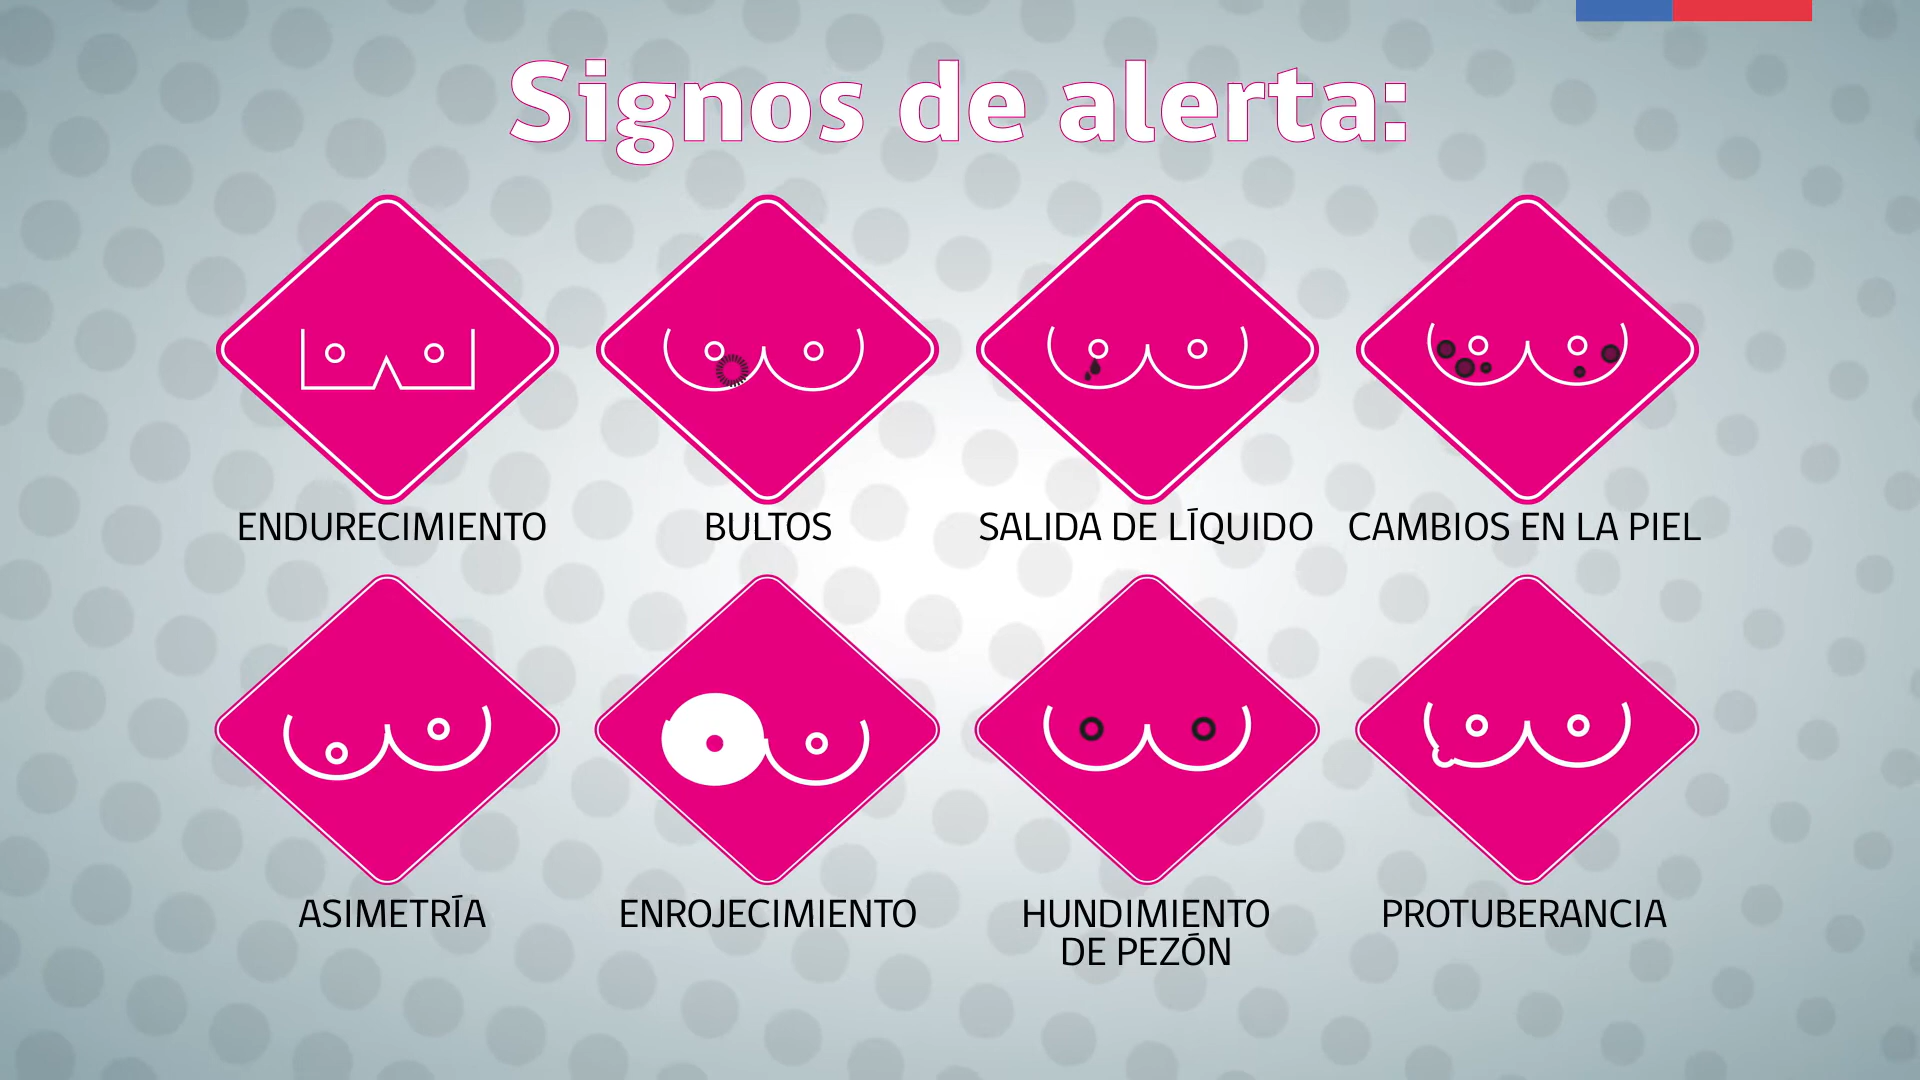 Signos de alerta:
ENDURECIMIENTO
BULTOS
SALIDA DE LÍQUIDO
CAMBIOS EN LA PIEL
ASIMETRÍA
ENROJECIMIENTO
HUNDIMIENTO
DE PEZÓN
PROTUBERANCIA